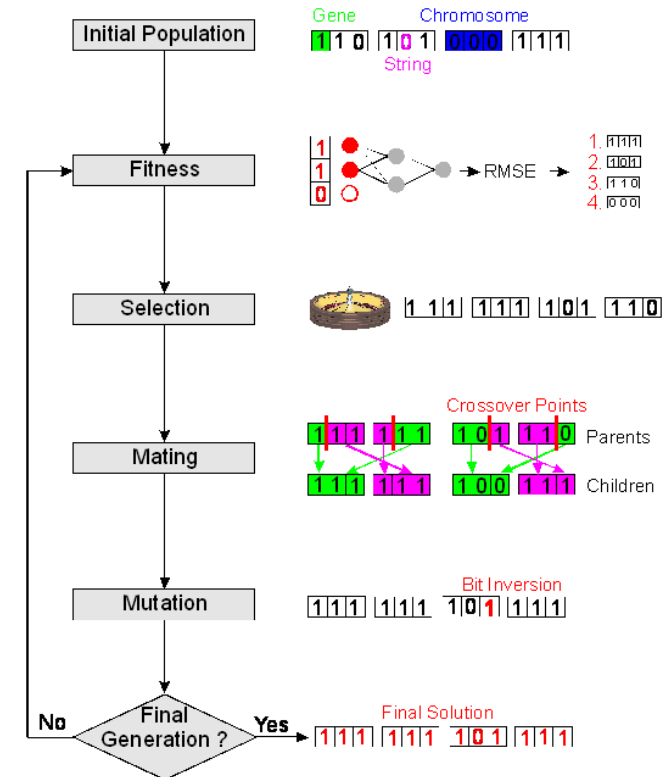 Gene Chromosome
Initial Population
1 1 0 1 0 1 0 0 0 1 1 1
String
1
1
0
Fitness
RMSE
1. 1 1 1
2. 1 0 1
3. 1 1 0
4. 0 0 0
Selection
1 1 1 1 1 1 1 0 1 1 1 0
Crossover Points
1 1 1 1 1 1 1 0 1 1 1 0 Parents
Mating
1 1 1 1 1 1 1 0 0 1 1 1 Children
Bit Inversion
Mutation
1 1 1 1 1 1 1 0 1 1 1 1
No
Final
Generation ?
Yes
Final Solution
1 1 1 1 1 1 1 0 1 1 1 1